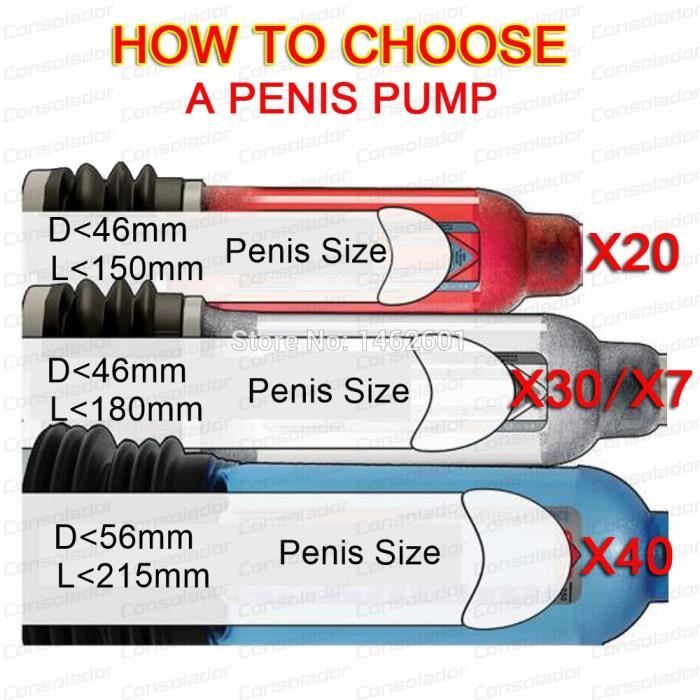 HOW TO CHOOSE
A PENIS PUMP
D<46mm
L<150mm
Penis Size
X20
Store No: 1462601
D<46mm
L<180mm
Penis Size
X30/X7
D<56mm
L<215mm
Penis Size
X40
Consolador